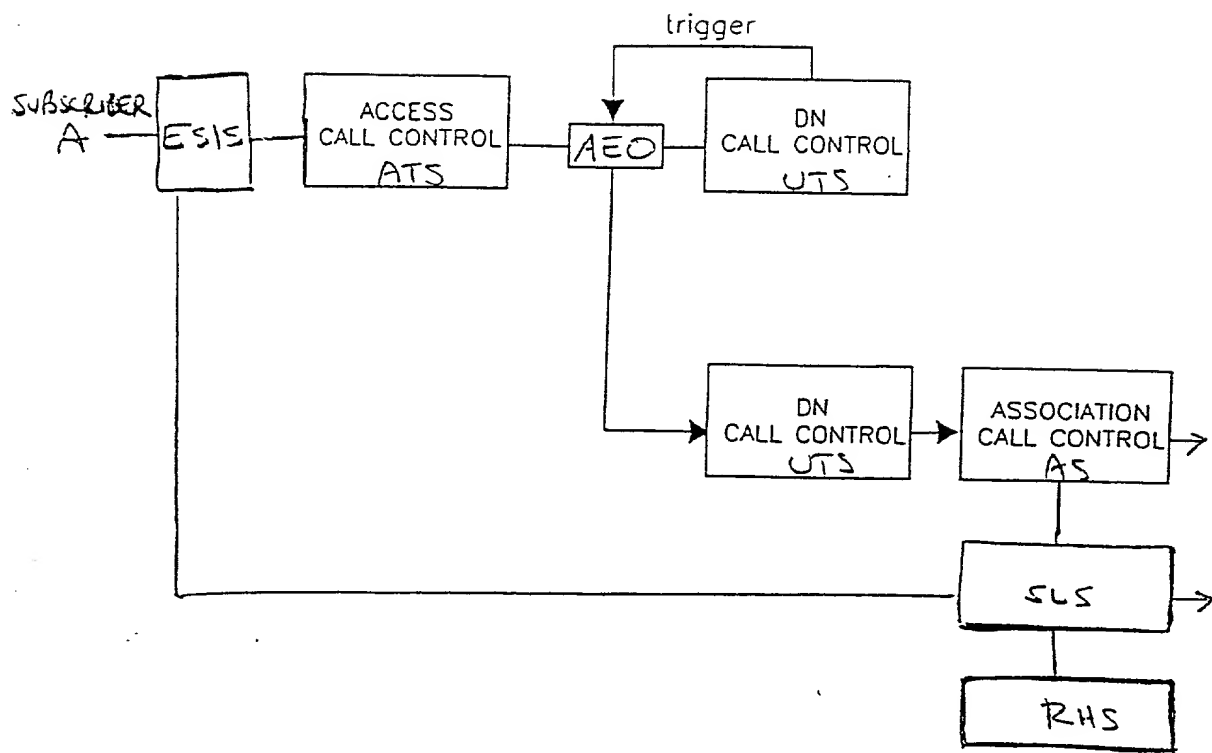 trigger
SUBSCRIBER
A
ESIS
ACCESS
CALL CONTROL
ATS
AEO
DN
CALL CONTROL
UTS
DN
CALL CONTROL
UTS
ASSOCIATION
CALL CONTROL
AS
SLS
RHS